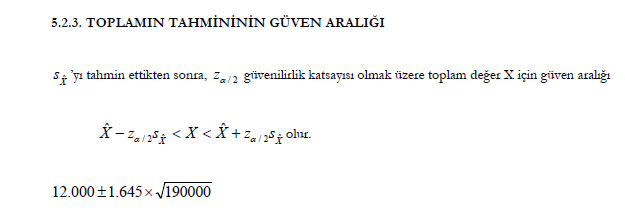 5.2.3. TOPLAMIN TAHMİNİNİN GÜVEN ARALIĞI
s_X̂ 'yı tahmin ettikten sonra, z_α/2 güvenilirlik katsayısı olmak üzere toplam değer X için güven aralığı
X̂ − z_α/2 s_X̂ < X < X̂ + z_α/2 s_X̂ olur.
12.000 ± 1.645 × √190000